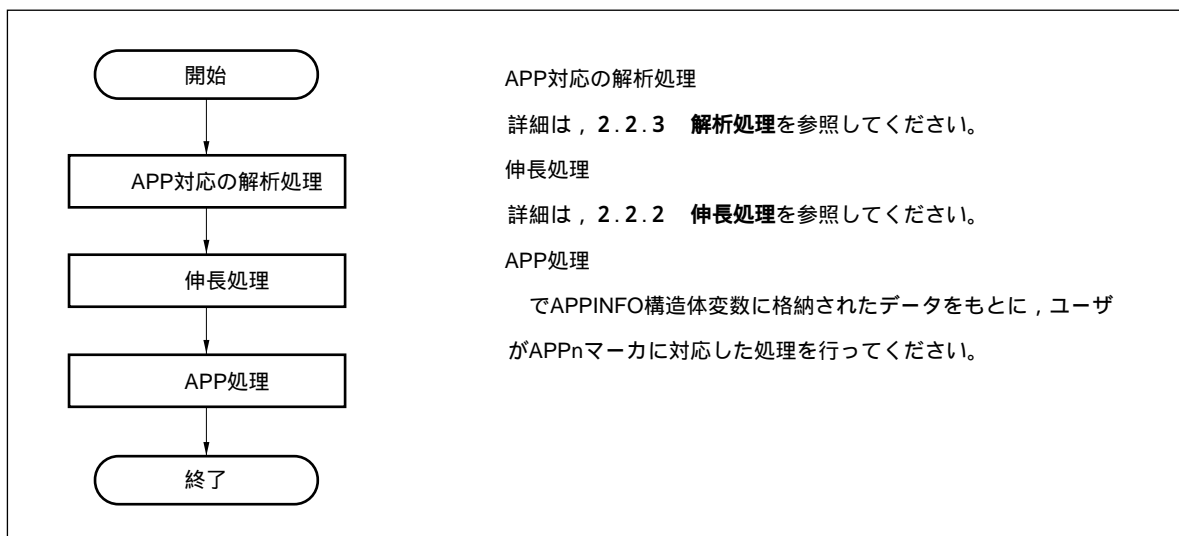 開始
APP対応の解析処理
伸長処理
APP処理
終了
APP対応の解析処理
詳細は，2.2.3　解析処理を参照してください。
伸長処理
詳細は，2.2.2　伸長処理を参照してください。
APP処理
でAPPINFO構造体変数に格納されたデータをもとに，ユーザ
がAPPnマーカに対応した処理を行ってください。